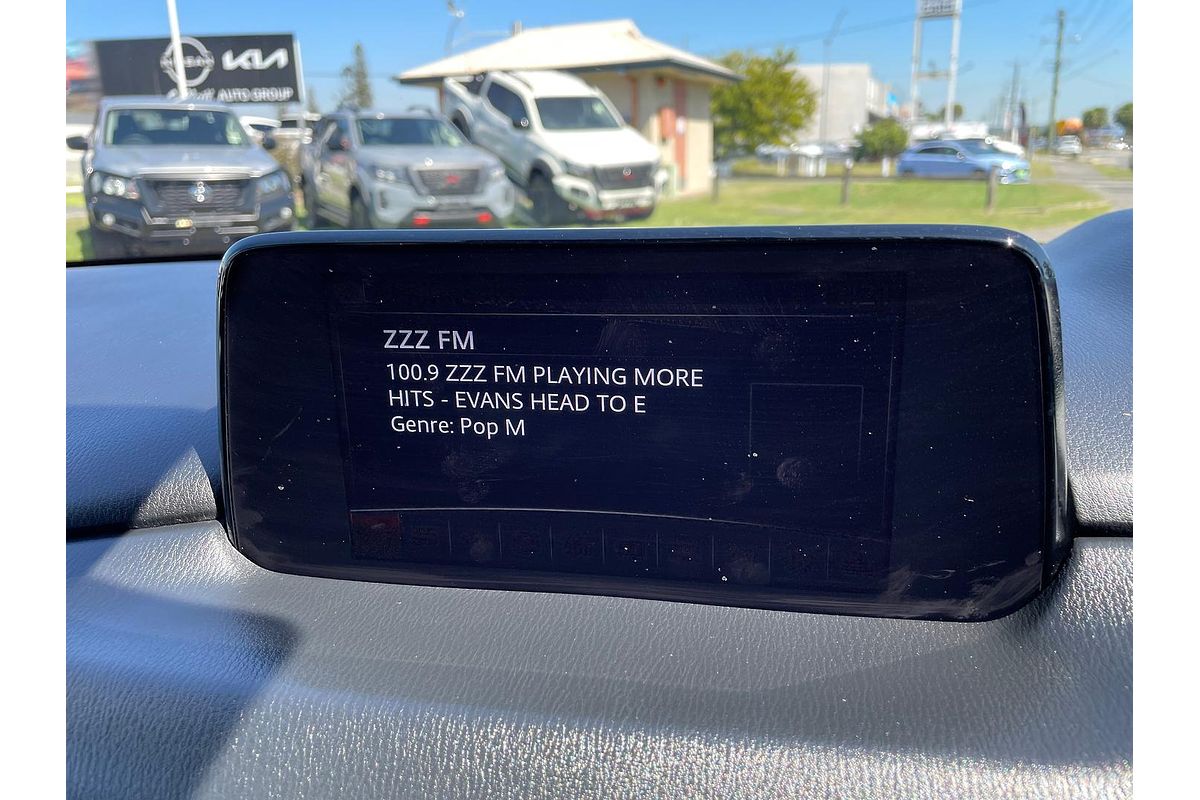 NISSAN
KIA
AUTO GROUP
ZZZ FM
100.9 ZZZ FM PLAYING MORE
HITS - EVANS HEAD TO E
Genre: Pop M